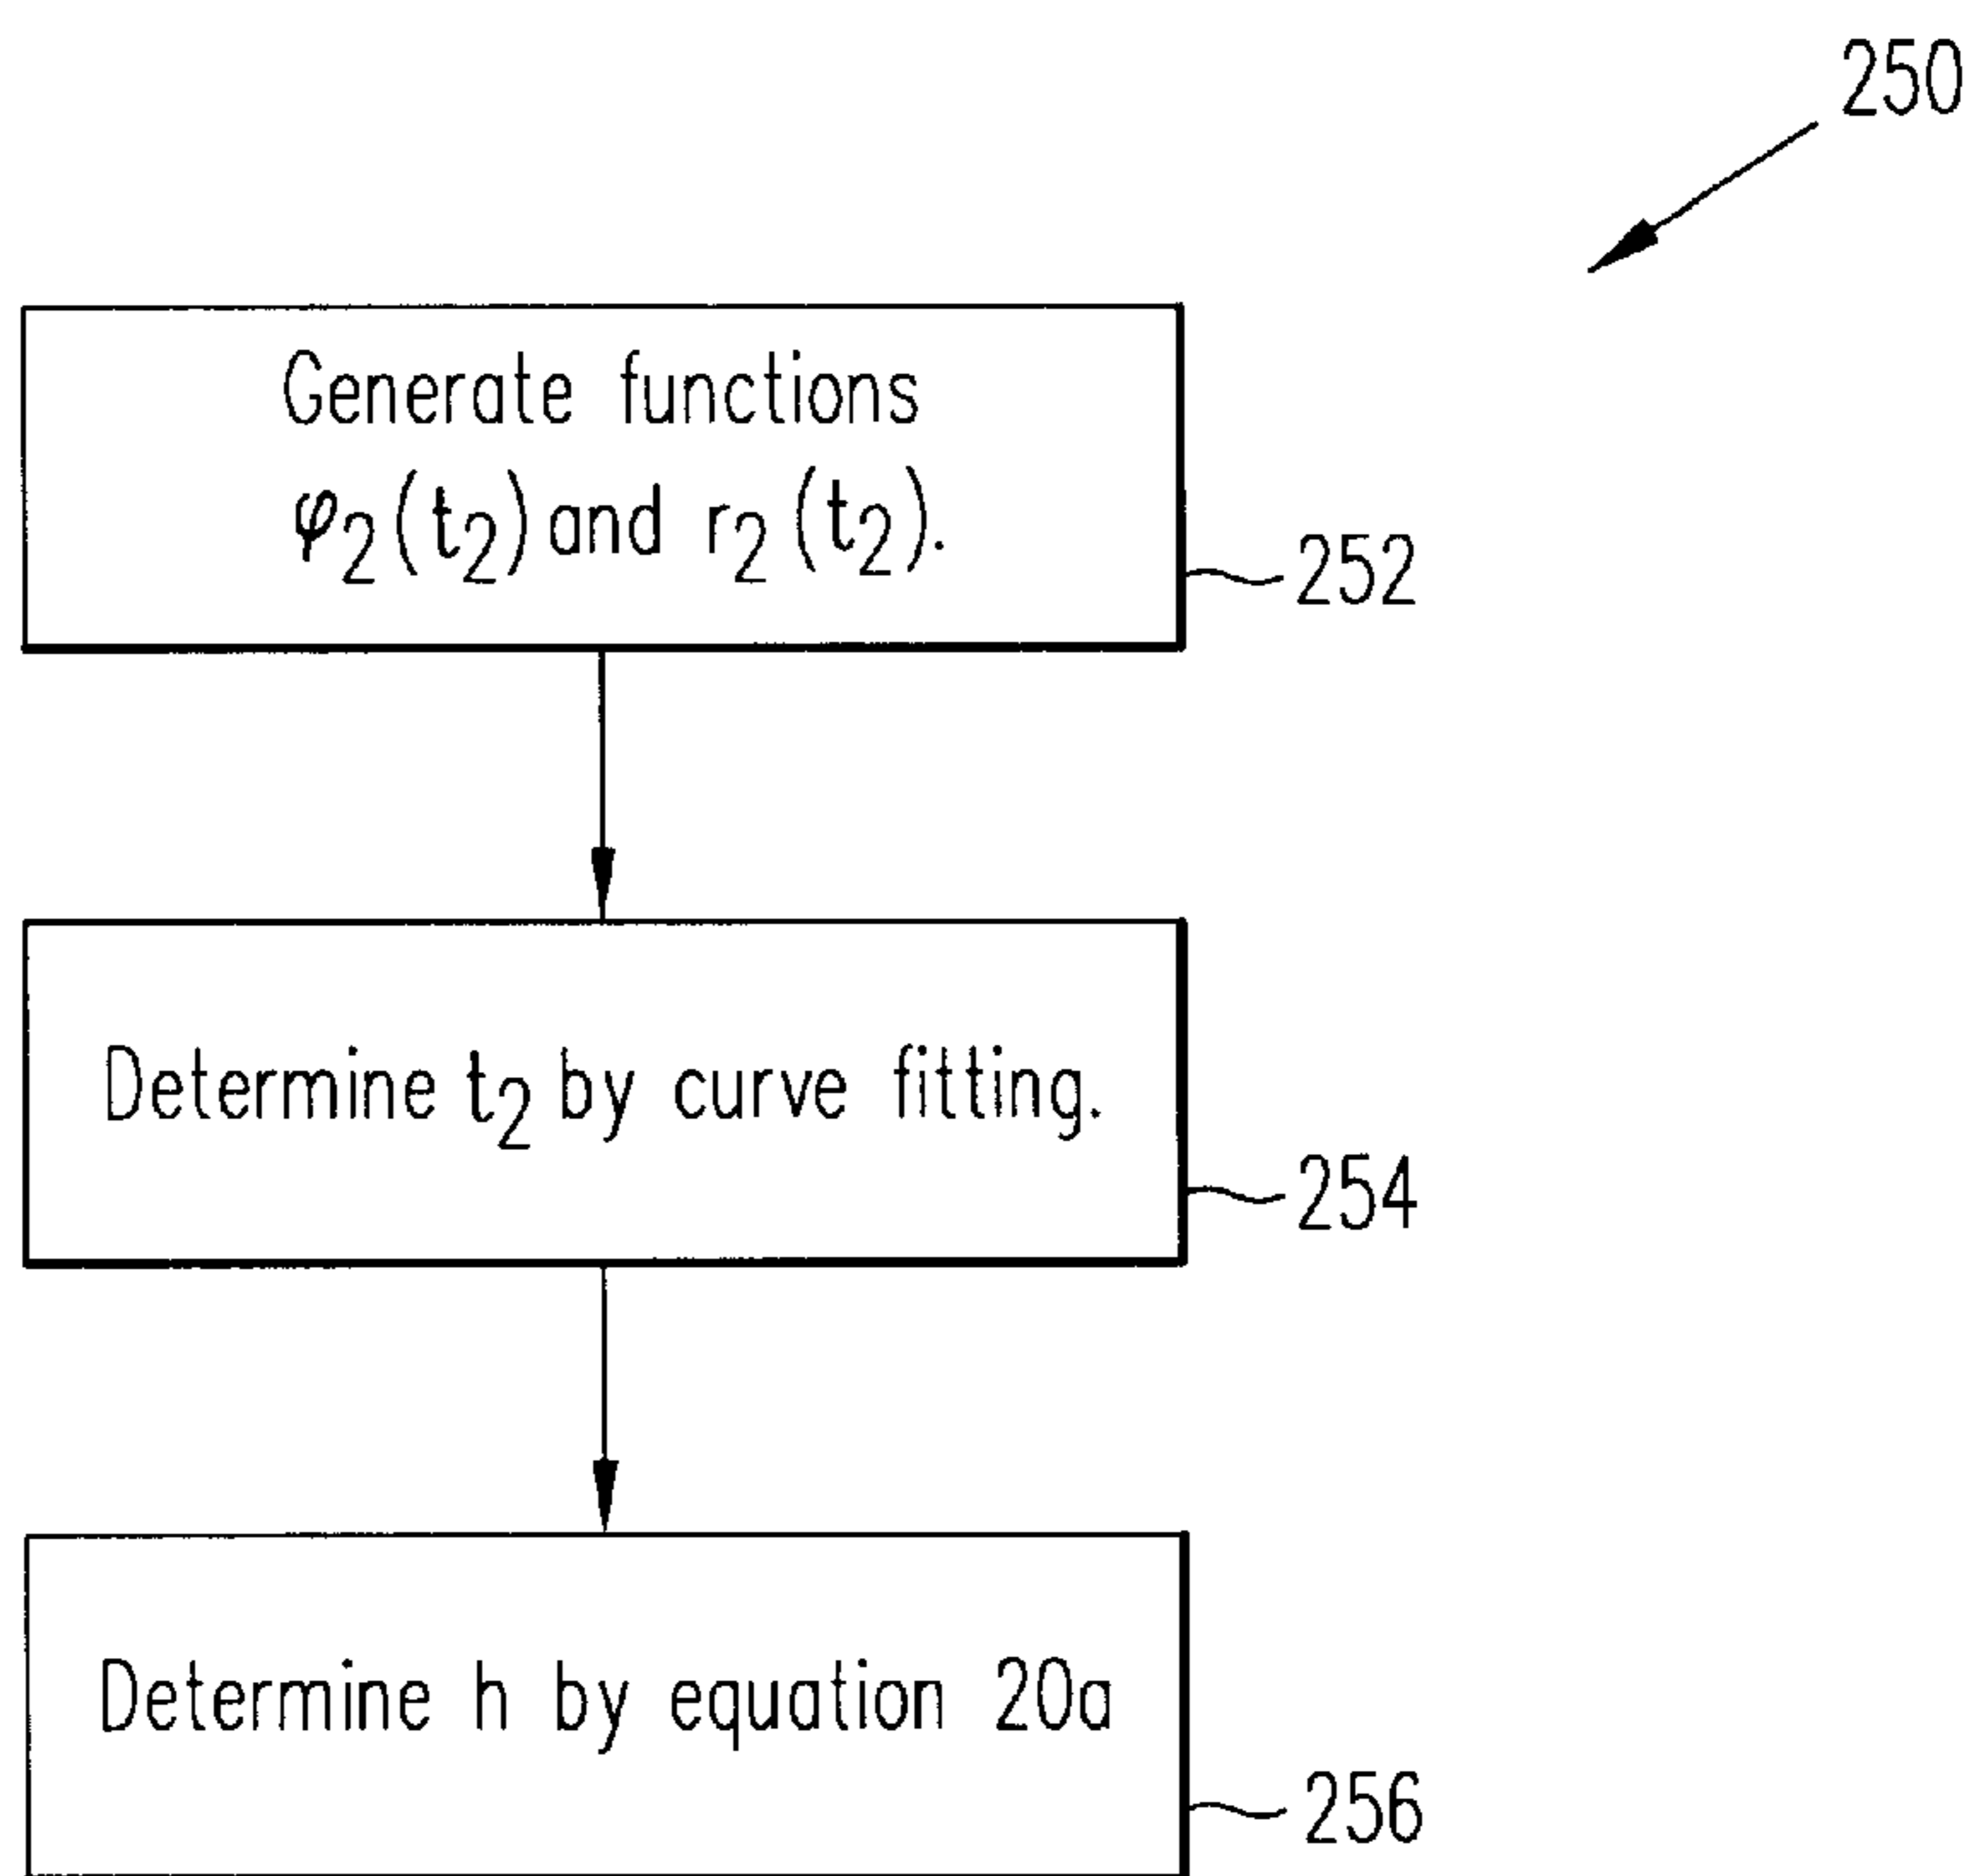 250
Generate functions
φ₂(t₂) and r₂(t₂).
252
Determine t₂ by curve fitting.
254
Determine h by equation 20a
256